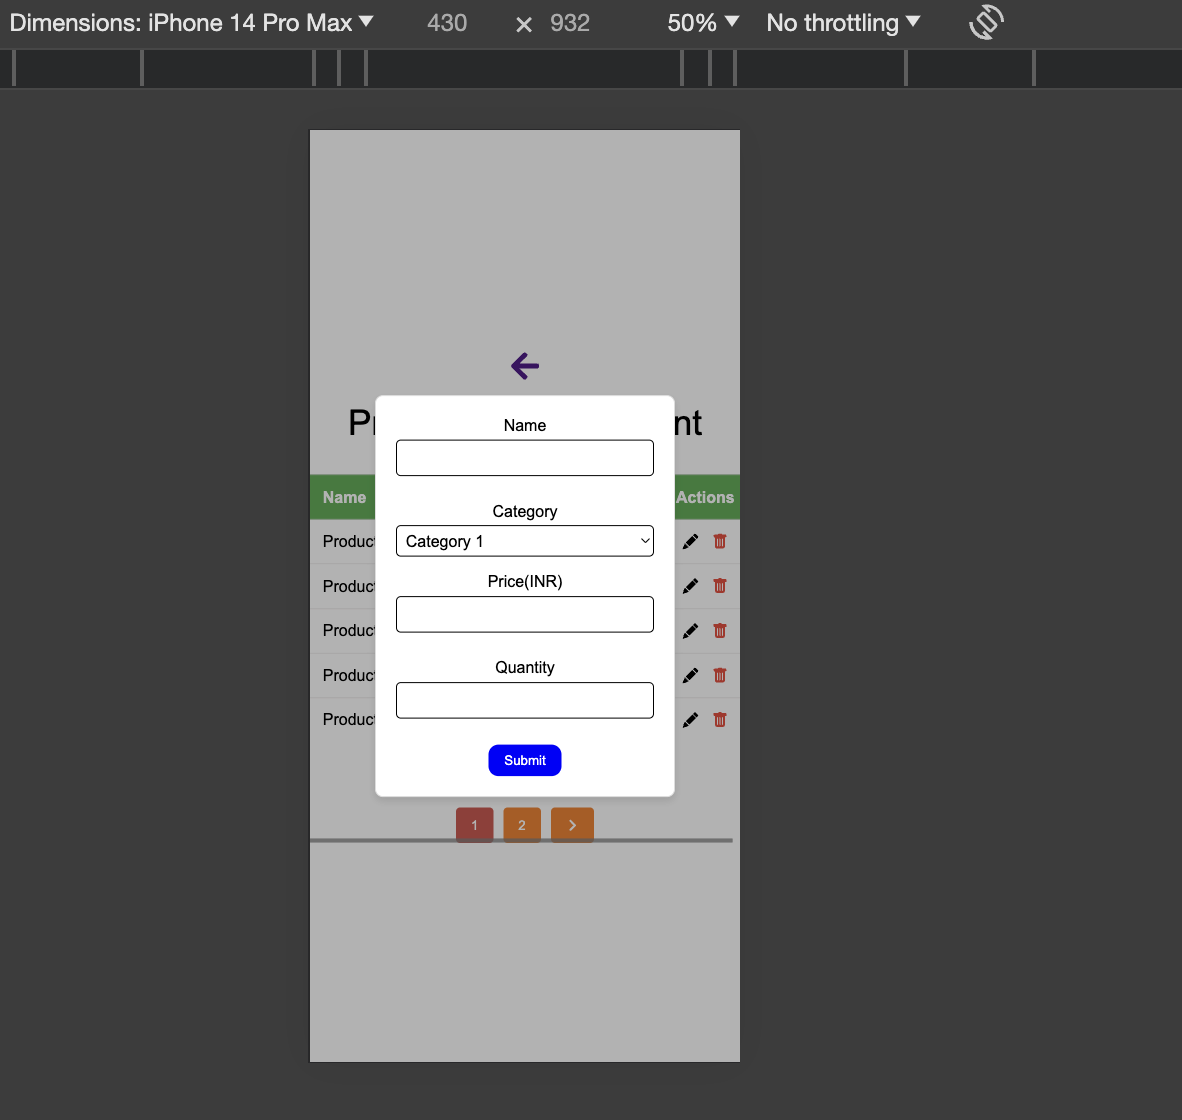 Dimensions: iPhone 14 Pro Max 430 × 932 50% No throttling
P nt
Name Actions
Produc
Produc
Produc
Produc
Produc
Name
Category
Category 1
Price(INR)
Quantity
Submit
1 2